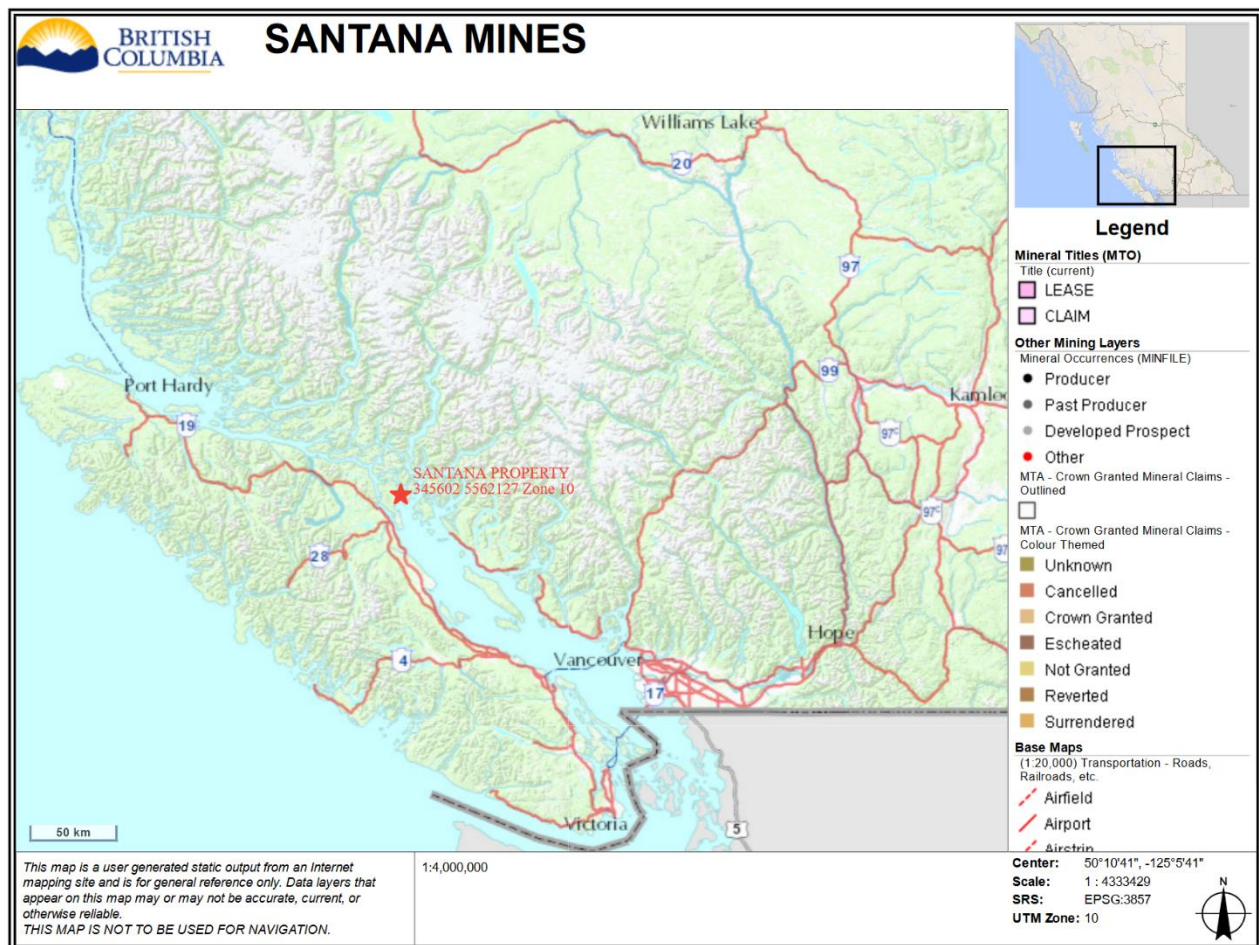 BRITISH
COLUMBIA
SANTANA MINES
Williams Lake
20
97
Port Hardy
99
19
97C
SANTANA PROPERTY
345602 5562127 Zone 10
97C
28
Hope
4
Vancouver
17
Victoria
5
50 km
Legend
Mineral Titles (MTO)
Title (current)
LEASE
CLAIM
Other Mining Layers
Mineral Occurrences (MINFILE)
Producer
Past Producer
Developed Prospect
Other
MTA - Crown Granted Mineral Claims -
Outlined
MTA - Crown Granted Mineral Claims -
Colour Themed
Unknown
Cancelled
Crown Granted
Escheated
Not Granted
Reverted
Surrendered
Base Maps
(1:20,000) Transportation - Roads,
Railroads, etc.
Airfield
Airport
Airstrip
This map is a user generated static output from an Internet
mapping site and is for general reference only. Data layers that
appear on this map may or may not be accurate, current, or
otherwise reliable.
THIS MAP IS NOT TO BE USED FOR NAVIGATION.
1:4,000,000
Center: 50°10'41", -125°5'41"
Scale: 1 : 4333429
SRS: EPSG:3857
UTM Zone: 10
N